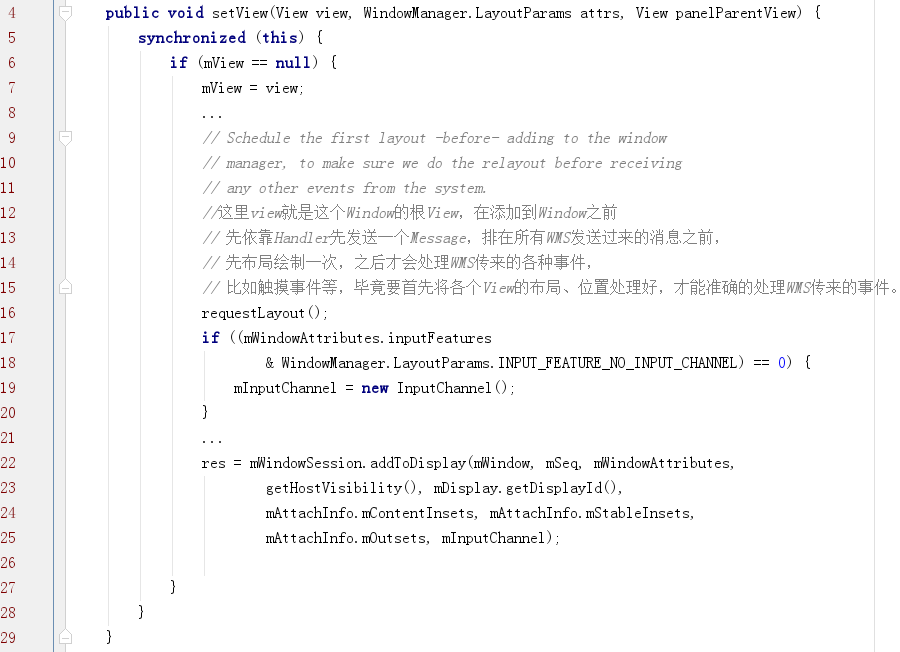 4 public void setView(View view, WindowManager.LayoutParams attrs, View panelParentView) {
5 synchronized (this) {
6 if (mView == null) {
7 mView = view;
8 ...
9 // Schedule the first layout -before- adding to the window
10 // manager, to make sure we do the relayout before receiving
11 // any other events from the system.
12 //这里view就是这个Window的根View，在添加到Window之前
13 // 先依靠Handler先发送一个Message，排在所有WMS发送过来的消息之前，
14 // 先布局绘制一次，之后才会处理WMS传来的各种事件，
15 // 比如触摸事件等，毕竟要首先将各个View的布局、位置处理好，才能准确的处理WMS传来的事件。
16 requestLayout();
17 if ((mWindowAttributes.inputFeatures
18 & WindowManager.LayoutParams.INPUT_FEATURE_NO_INPUT_CHANNEL) == 0) {
19 mInputChannel = new InputChannel();
20 }
21 ...
22 res = mWindowSession.addToDisplay(mWindow, mSeq, mWindowAttributes,
23 getHostVisibility(), mDisplay.getDisplayId(),
24 mAttachInfo.mContentInsets, mAttachInfo.mStableInsets,
25 mAttachInfo.mOutsets, mInputChannel);
26
27 }
28 }
29 }